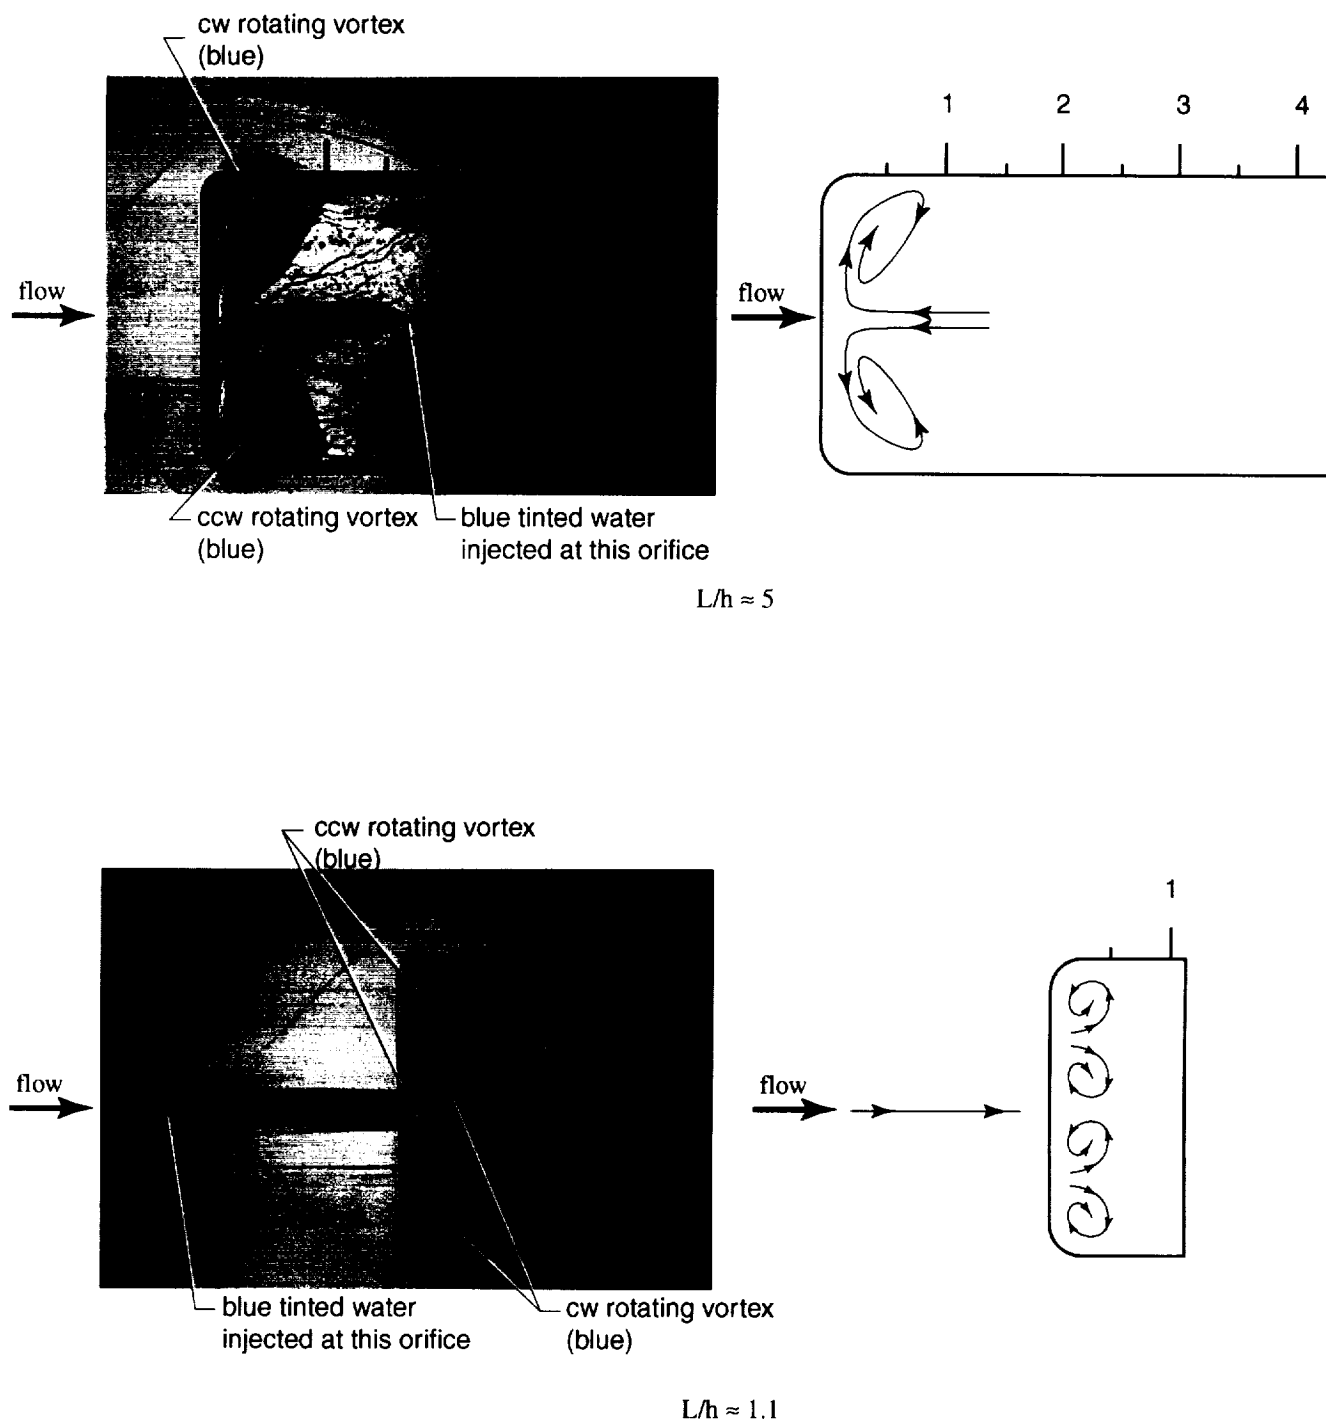 cw rotating vortex
(blue)
1 2 3 4
flow
flow
ccw rotating vortex
(blue)
blue tinted water
injected at this orifice
L/h ≈ 5
ccw rotating vortex
(blue)
1
flow
flow
blue tinted water
injected at this orifice
cw rotating vortex
(blue)
L/h ≈ 1.1